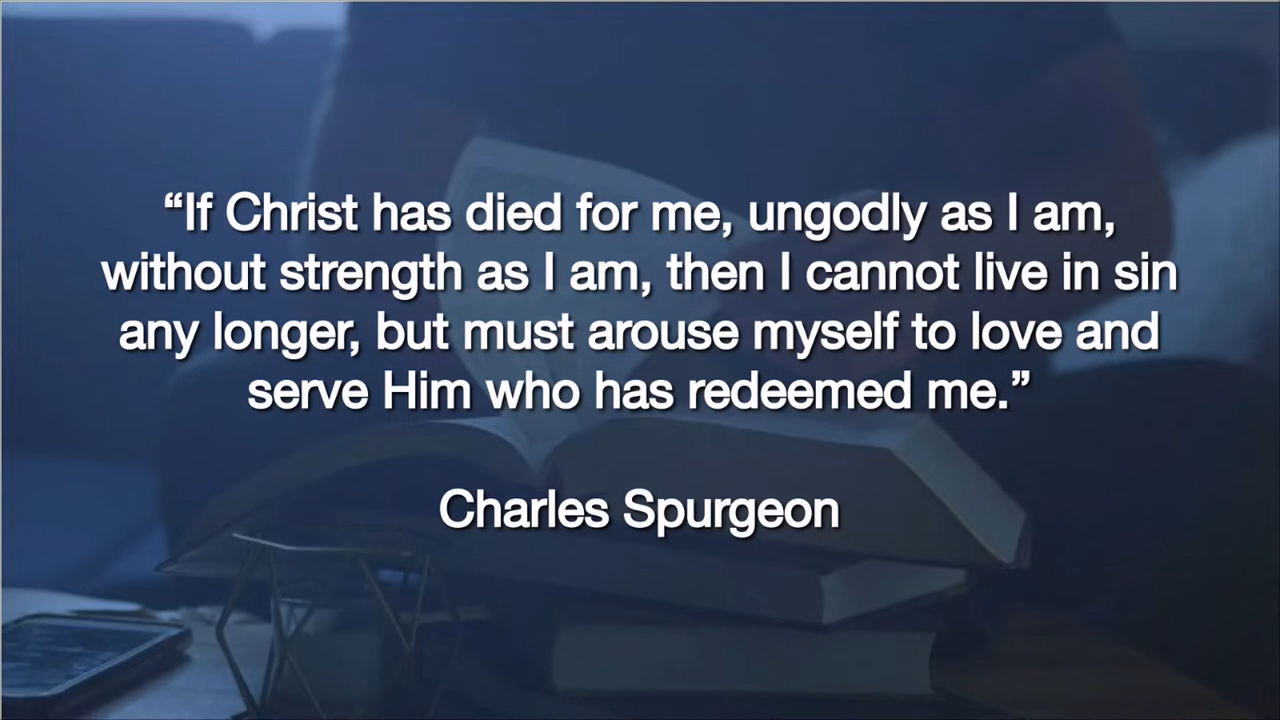 “If Christ has died for me, ungodly as I am,
without strength as I am, then I cannot live in sin
any longer, but must arouse myself to love and
serve Him who has redeemed me.”
Charles Spurgeon